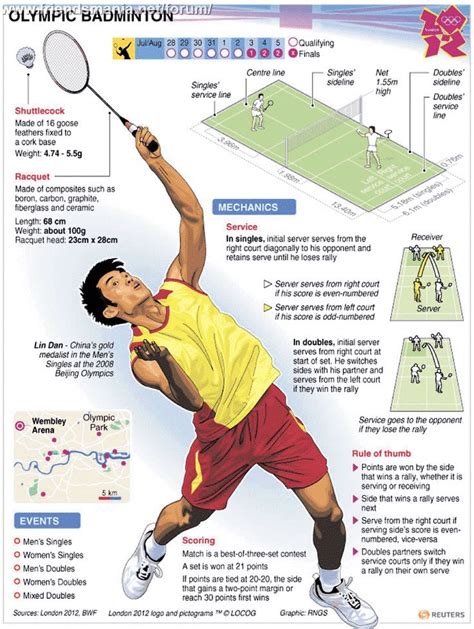 www.friendsmania.net/forum/
OLYMPIC BADMINTON
Jul/Aug 28 29 30 31 1 2 3 4 5
Qualifying
Finals
Shuttlecock
Made of 16 goose
feathers fixed to
a cork base
Weight: 4.74 - 5.5g
Racquet
Made of composites such as
boron, carbon, graphite,
fiberglass and ceramic
Length: 68 cm
Weight: about 100g
Racquet head: 23cm x 28cm
Singles'
service line
Centre line
Singles'
sideline
Net
1.55m
high
Doubles'
sideline
Doubles'
service
line
3.96m
1.98m
13.40m
Left
service
court
Right
service
court
0.76m
5.18m (singles)
6.1m (doubles)
MECHANICS
Service
In singles, initial server serves from the
right court diagonally to his opponent and
retains serve until he loses rally
Server serves from right court
if his score is even-numbered
Server serves from left court
if his score is odd-numbered
Receiver
Server
In doubles, initial server
serves from right court at
start of set. He switches
sides with his partner and
serves from the left court
if they win the rally
Service goes to the opponent
if they lose the rally
Lin Dan - China's gold
medalist in the Men's
Singles at the 2008
Beijing Olympics
Wembley
Arena
Olympic
Park
5 km
EVENTS
Men's Singles
Women's Singles
Men's Doubles
Women's Doubles
Mixed Doubles
Scoring
Match is a best-of-three-set contest
A set is won at 21 points
If points are tied at 20-20, the side
that gains a two-point margin or
reach 30 points first wins
Rule of thumb
Points are won by the side
that wins a rally, whether it is
serving or receiving
Side that wins a rally serves
next
Serve from the right court if
serving side's score is even-
numbered, vice-versa
Doubles partners switch
service courts only if they win
a rally on their own serve
Sources: London 2012, BWF
London 2012 logo and pictograms ™ © LOCOG
Graphic: RNGS
REUTERS